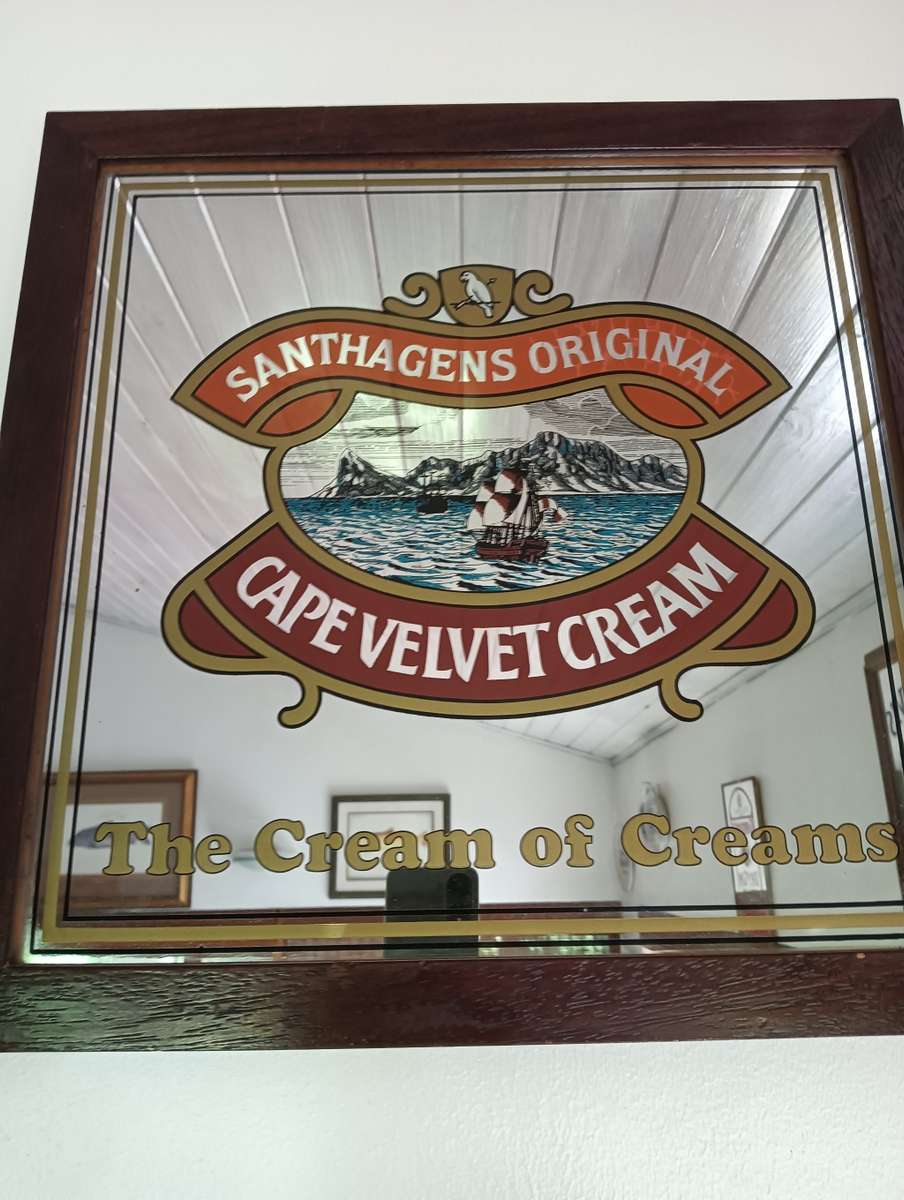 SANTHAGENS ORIGINAL
CAPE VELVET CREAM
The Cream of Creams